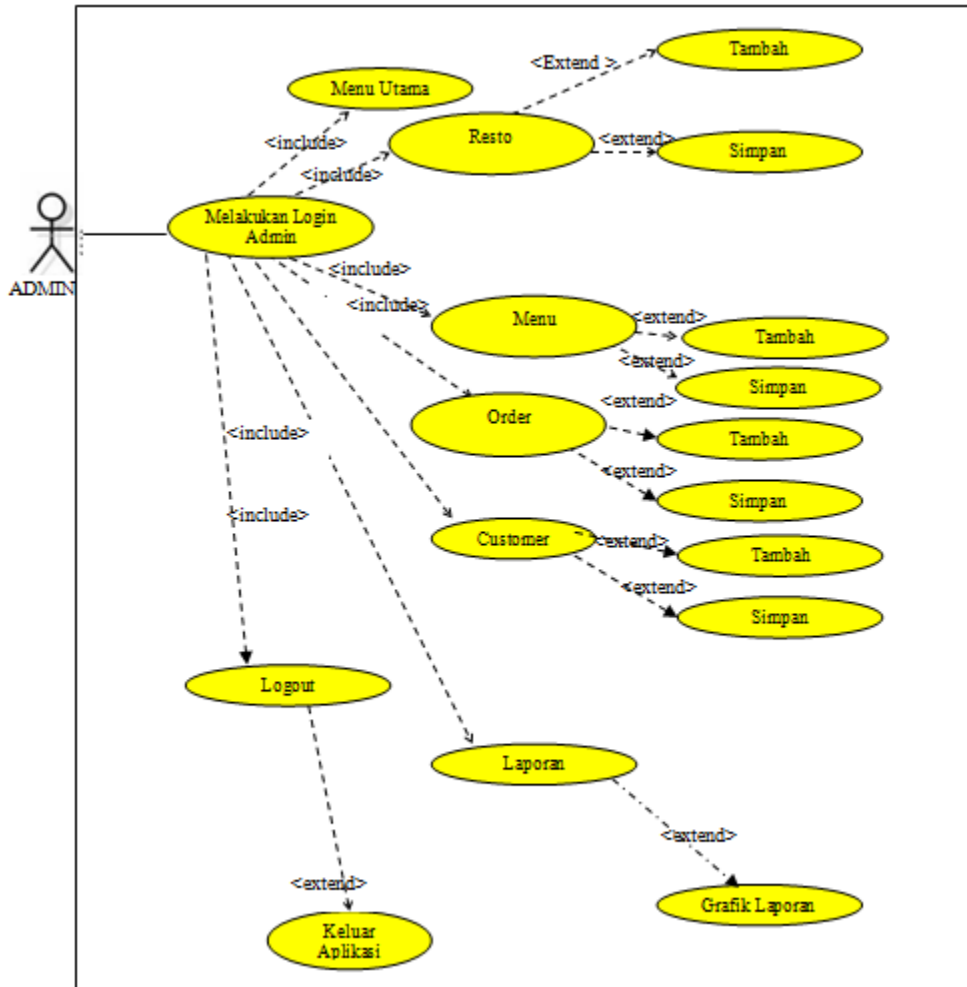 <Extend >
Tambah
Menu Utama
Resto
<include>
<extend>
Simpan
<include>
Melakukan Login
Admin
ADMIN
<include>
<include>
Menu
<extend>
Tambah
<extend>
Simpan
<extend>
Order
Tambah
<include>
<extend>
Simpan
<include>
Customer
<extend>
Tambah
<extend>
Simpan
Logout
Laporan
<extend>
<extend>
Grafik Laporan
Keluar
Aplikasi